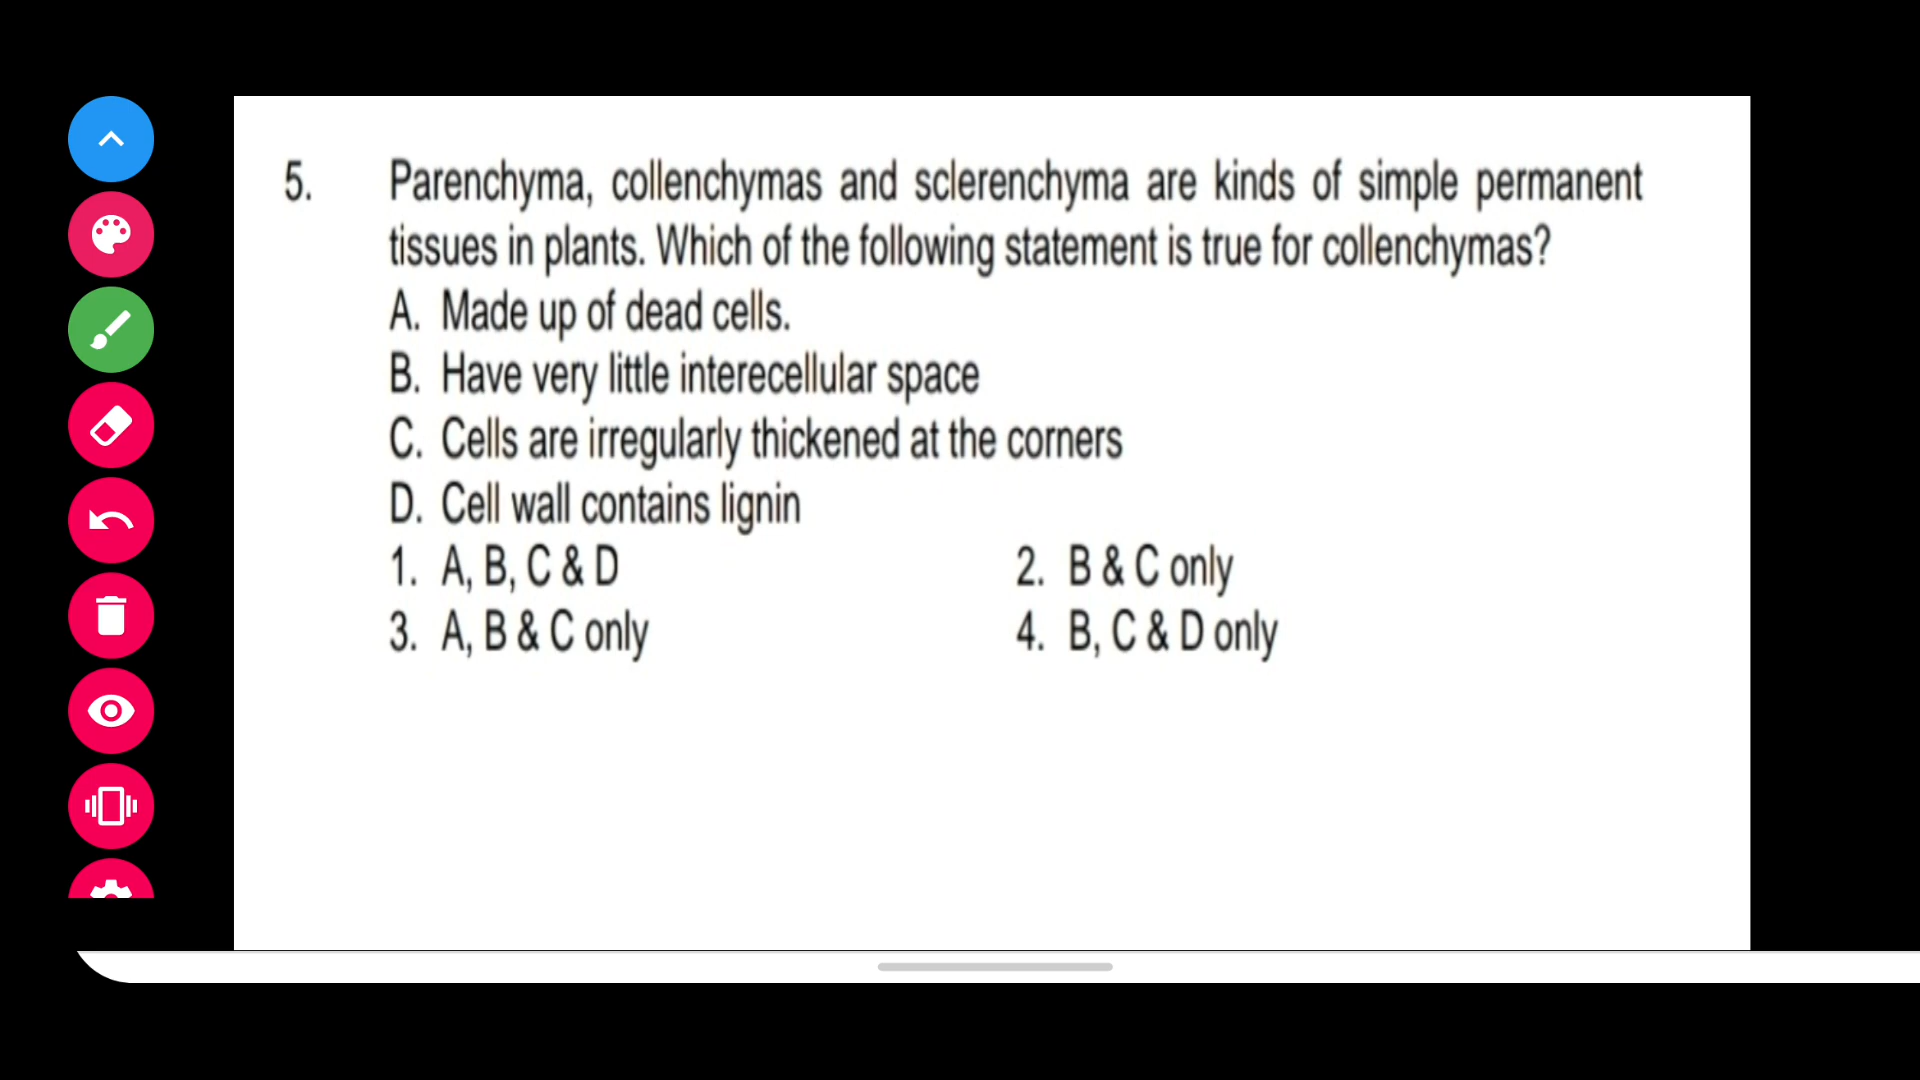 5. Parenchyma, collenchymas and sclerenchyma are kinds of simple permanent
tissues in plants. Which of the following statement is true for collenchymas?
A. Made up of dead cells.
B. Have very little interecellular space
C. Cells are irregularly thickened at the corners
D. Cell wall contains lignin
1. A, B, C & D 2. B & C only
3. A, B & C only 4. B, C & D only